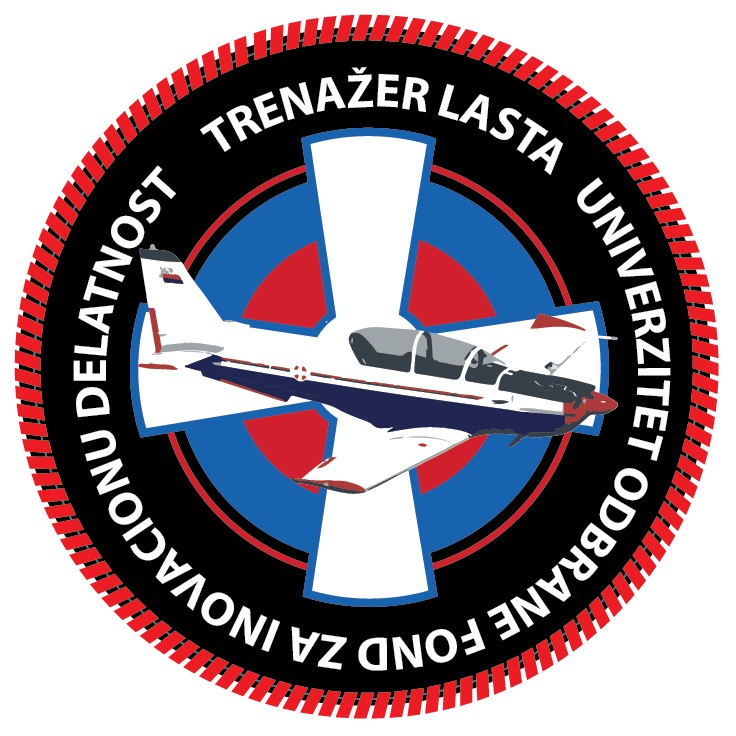 TRENAŽER LASTA
UNIVERZITET ODBRANE FOND ZA INOVACIONU DELATNOST